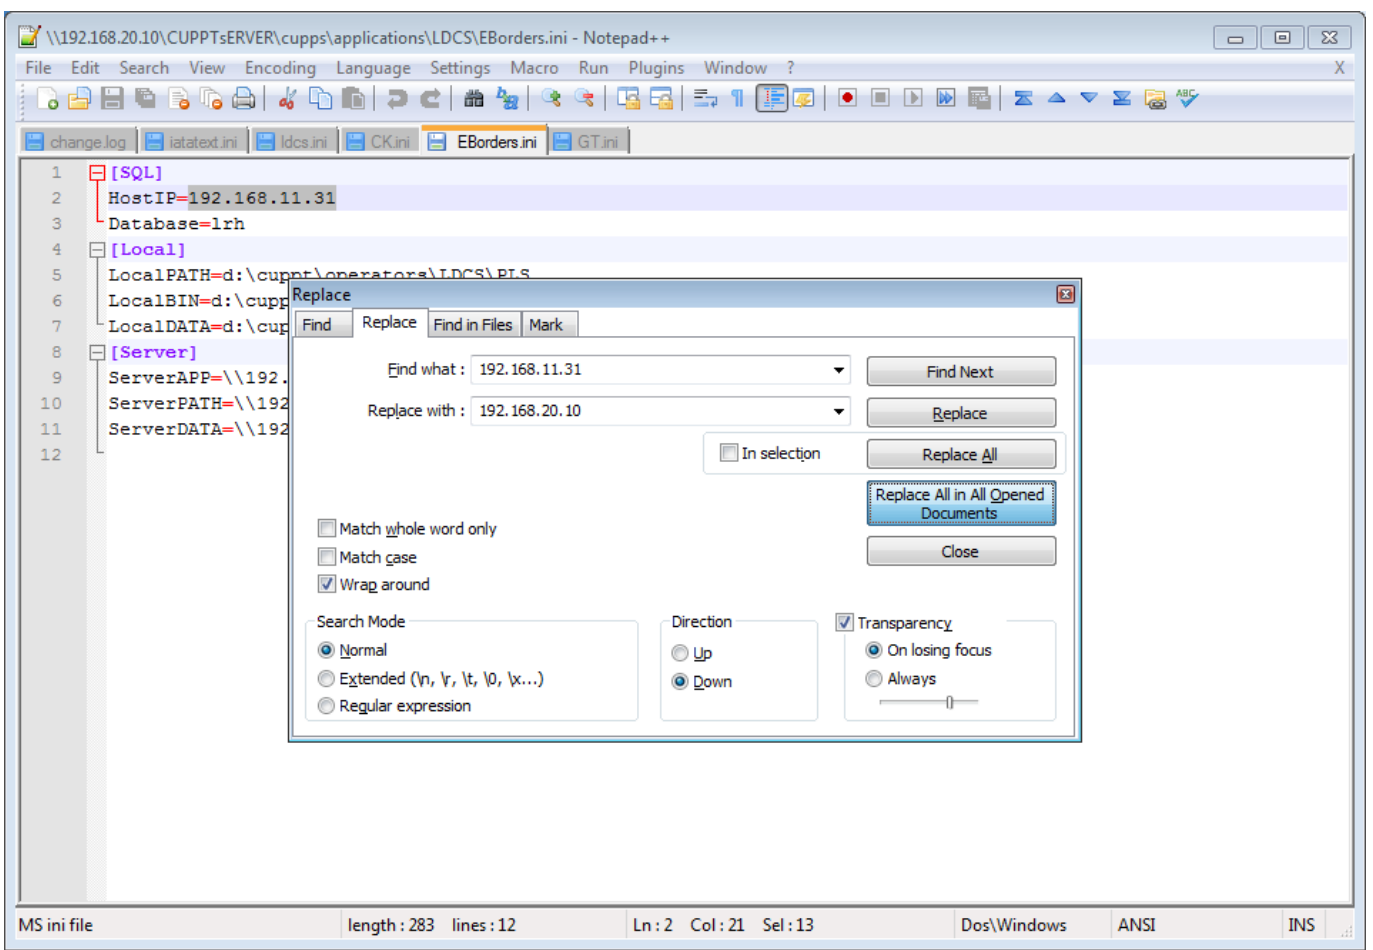 \\192.168.20.10\CUPPTsERVER\cupps\applications\LDCS\EBorders.ini - Notepad++
File Edit Search View Encoding Language Settings Macro Run Plugins Window ? X
ABC
change.log iatatext.ini ldcs.ini CK.ini EBorders.ini GT.ini
1 [SQL]
2 HostIP=192.168.11.31
3 Database=lrh
4 [Local]
5 LocalPATH=d:\cuppt\operators\LDCS\PLS
6 LocalBIN=d:\cupp
7 LocalDATA=d:\cup
8 [Server]
9 ServerAPP=\\192.
10 ServerPATH=\\192
11 ServerDATA=\\192
12
Replace
Find Replace Find in Files Mark
Find what : 192.168.11.31 Find Next
Replace with : 192.168.20.10 Replace
In selection Replace All
Replace All in All Opened
Documents
Match whole word only
Close
Match case
Wrap around
Search Mode Direction Transparency
Normal Up On losing focus
Extended (\n, \r, \t, \0, \x...) Down Always
Regular expression
MS ini file length : 283 lines : 12 Ln : 2 Col : 21 Sel : 13 Dos\Windows ANSI INS